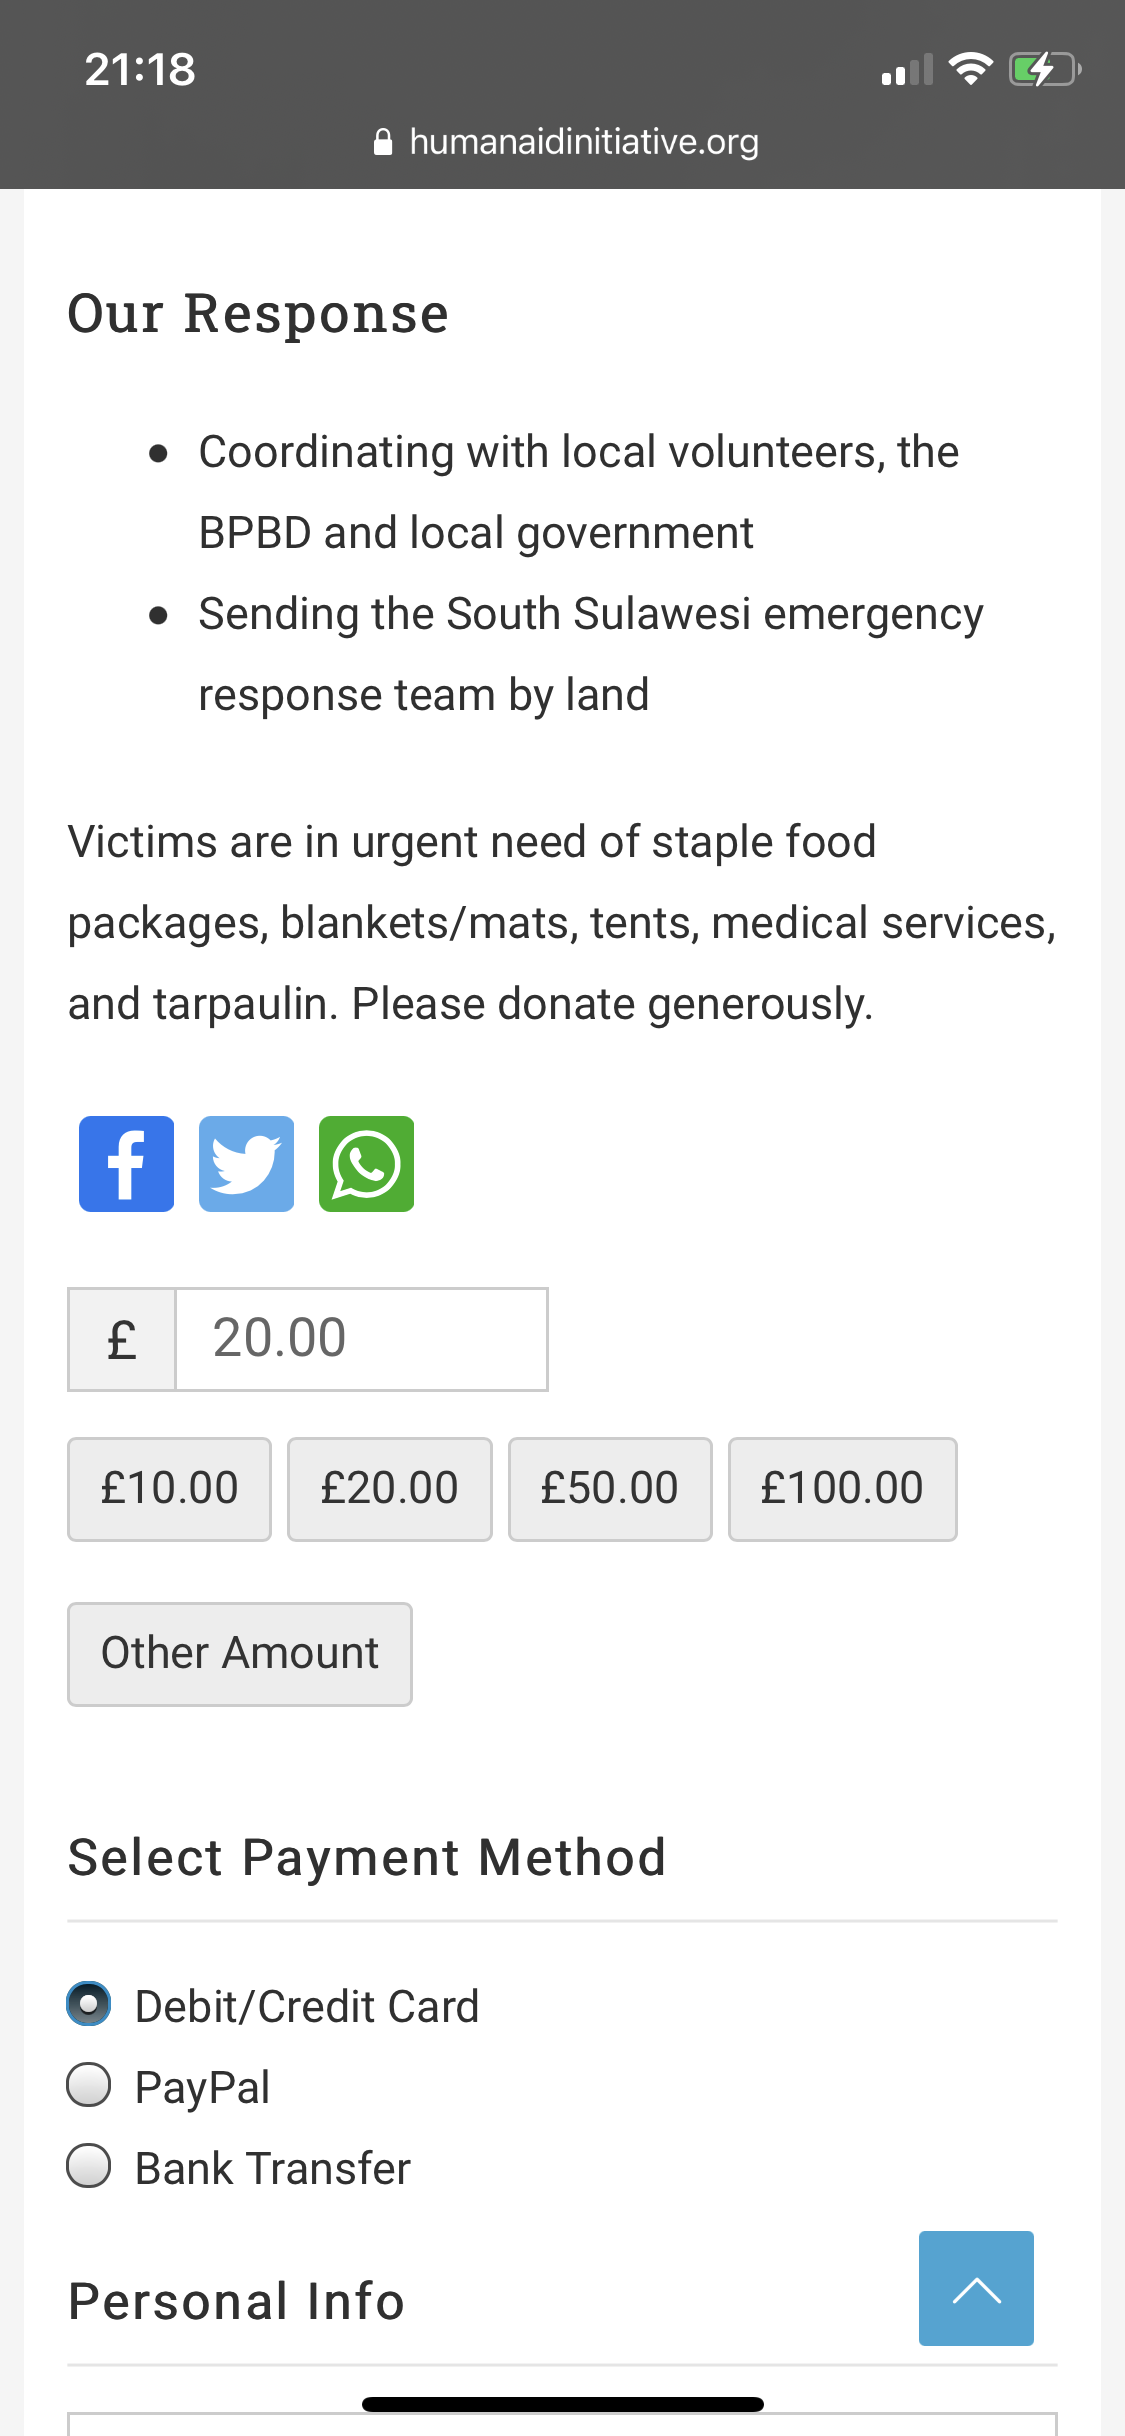 21:18
humanaidinitiative.org
Our Response
• Coordinating with local volunteers, the
BPBD and local government
• Sending the South Sulawesi emergency
response team by land
Victims are in urgent need of staple food
packages, blankets/mats, tents, medical services,
and tarpaulin. Please donate generously.
£ 20.00
£10.00 £20.00 £50.00 £100.00
Other Amount
Select Payment Method
Debit/Credit Card
PayPal
Bank Transfer
Personal Info